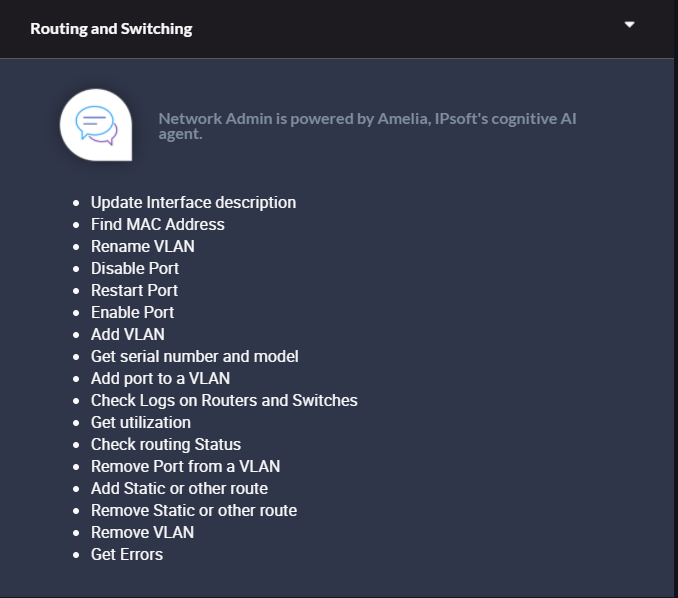 Routing and Switching
Network Admin is powered by Amelia, IPsoft's cognitive AI
agent.
Update Interface description
Find MAC Address
Rename VLAN
Disable Port
Restart Port
Enable Port
Add VLAN
Get serial number and model
Add port to a VLAN
Check Logs on Routers and Switches
Get utilization
Check routing Status
Remove Port from a VLAN
Add Static or other route
Remove Static or other route
Remove VLAN
Get Errors